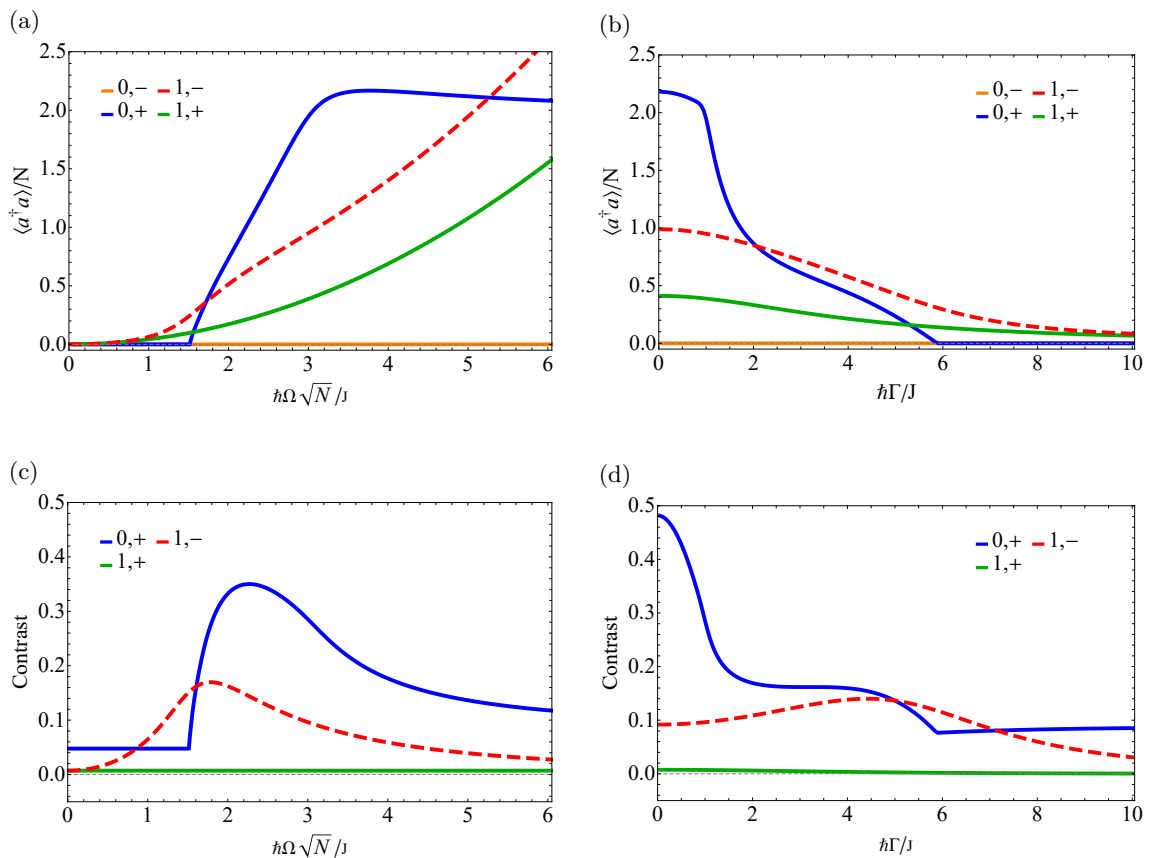 (a)
2.5
2.0
1.5
1.0
0.5
0.0
⟨a†a⟩/N
0,− 1,−
0,+ 1,+
0 1 2 3 4 5 6
ℏΩ√N/J
(b)
2.5
2.0
1.5
1.0
0.5
0.0
⟨a†a⟩/N
0,− 1,−
0,+ 1,+
0 2 4 6 8 10
ℏΓ/J
(c)
0.5
0.4
0.3
0.2
0.1
0.0
Contrast
0,+ 1,−
1,+
0 1 2 3 4 5 6
ℏΩ√N/J
(d)
0.5
0.4
0.3
0.2
0.1
0.0
Contrast
0,+ 1,−
1,+
0 2 4 6 8 10
ℏΓ/J